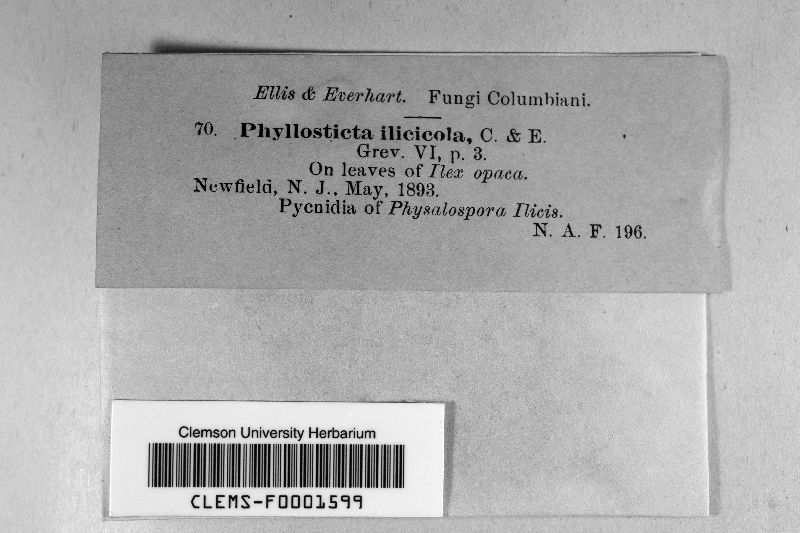 Ellis & Everhart. Fungi Columbiani.
70. Phyllosticta ilicicola, C. & E.
Grev. VI, p. 3.
On leaves of Ilex opaca.
Newfield, N. J., May, 1893.
Pycnidia of Physalospora Ilicis.
N. A. F. 196.
Clemson University Herbarium
CLEMS-F0001599